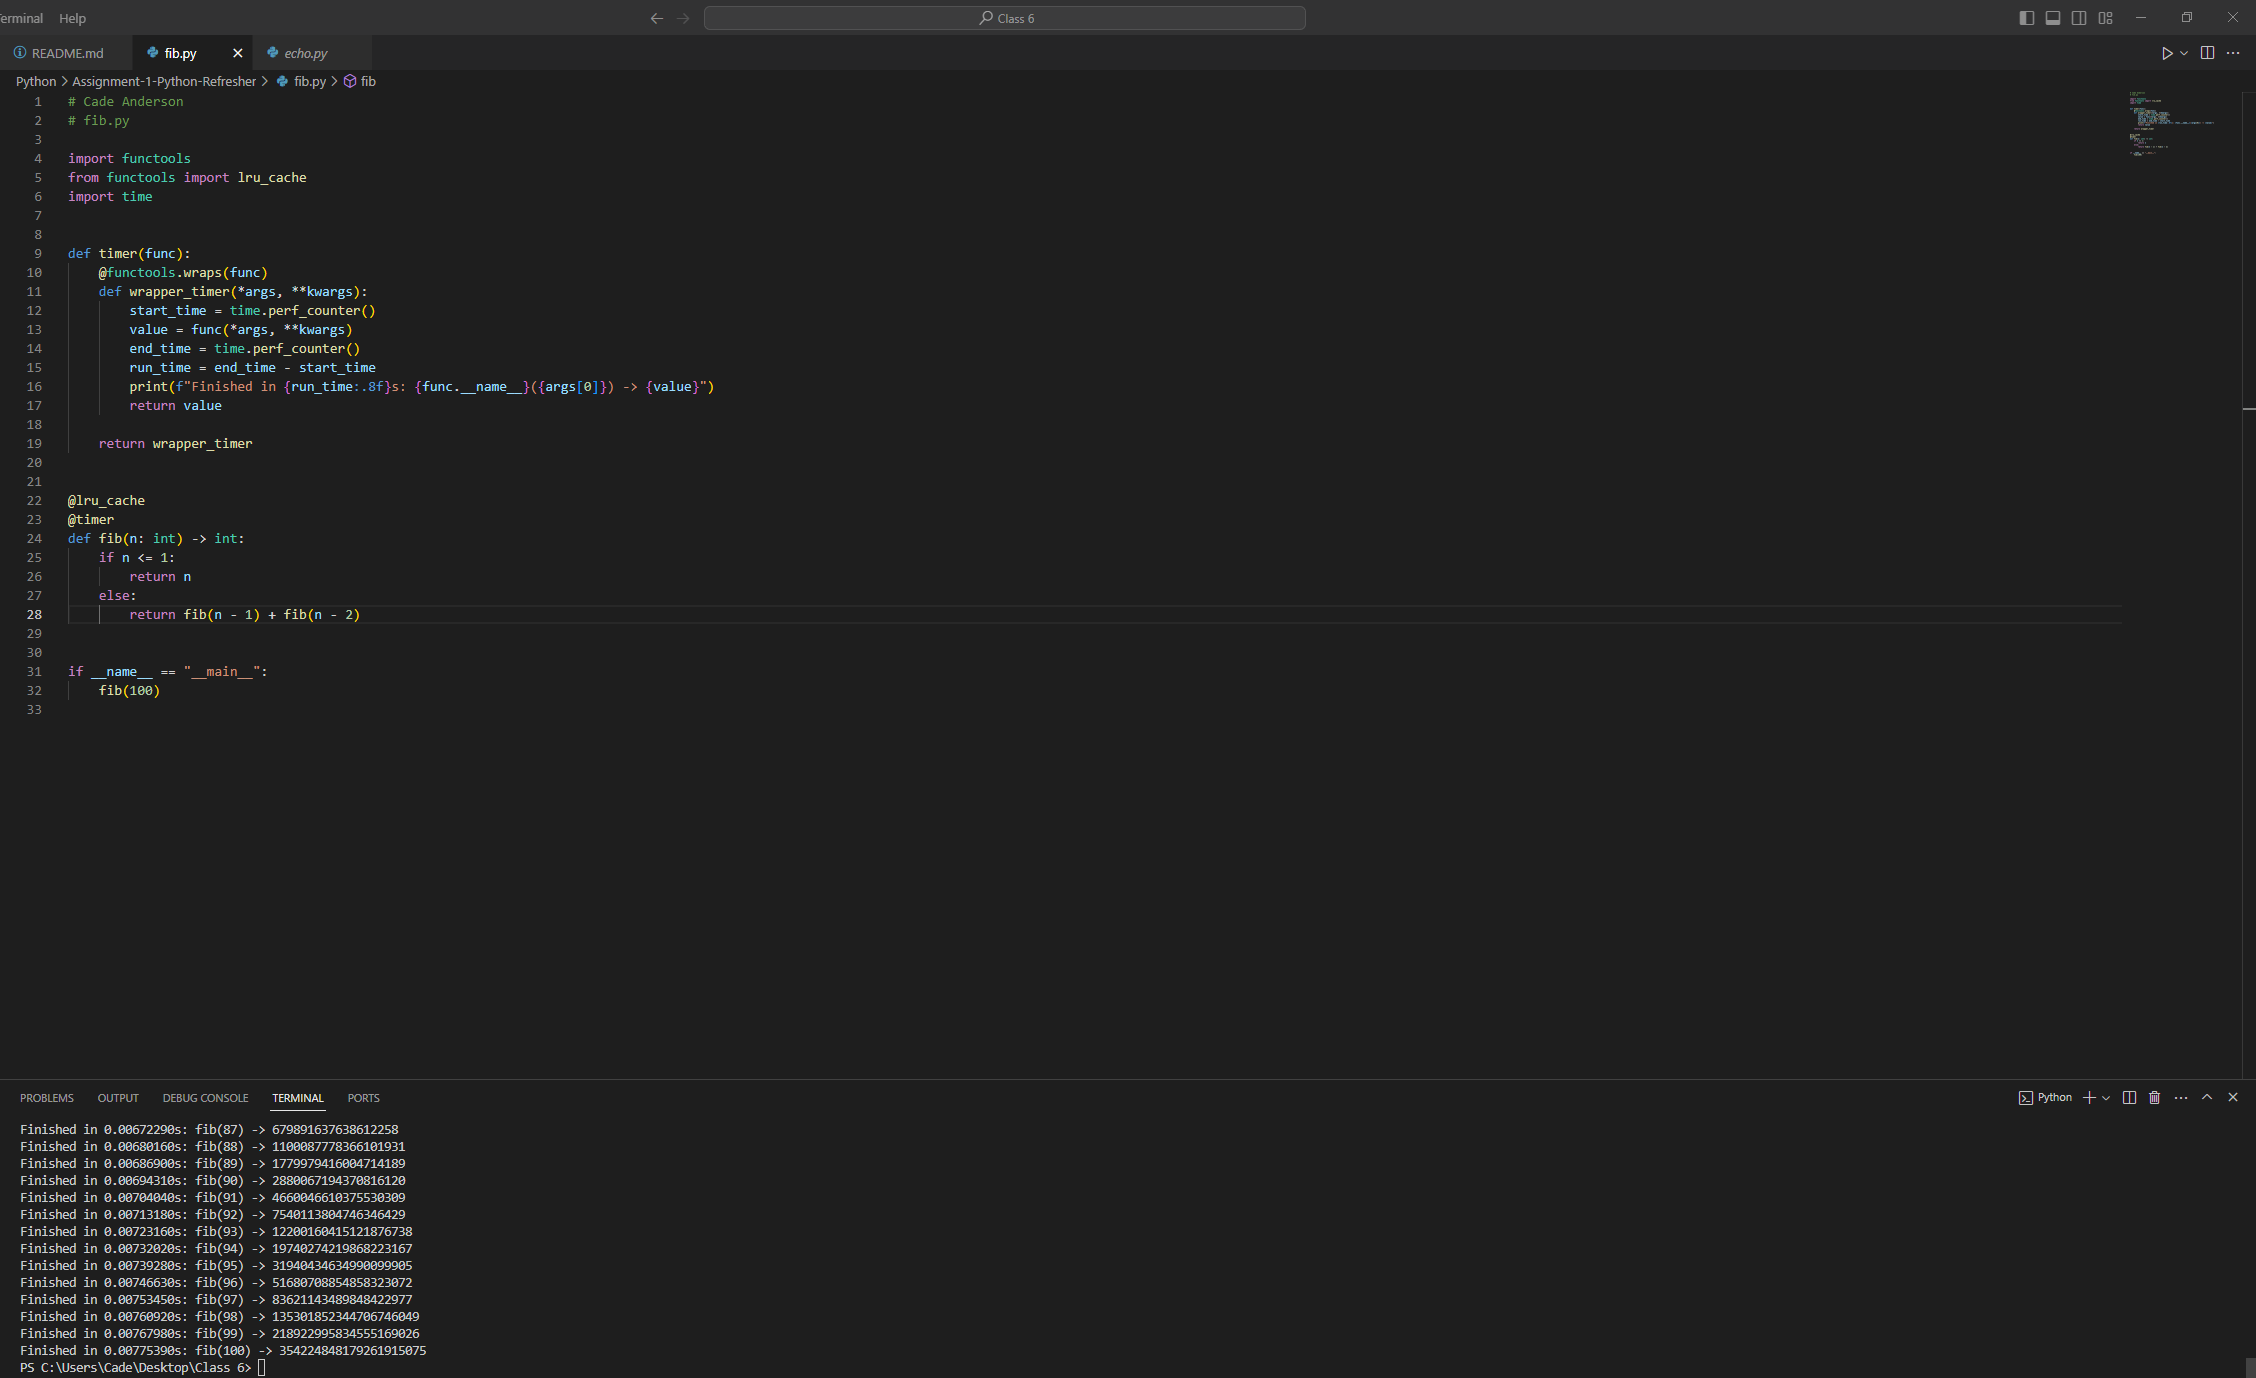 erminal Help
Class 6
README.md fib.py echo.py
Python > Assignment-1-Python-Refresher > fib.py > fib
1 # Cade Anderson
2 # fib.py
3
4 import functools
5 from functools import lru_cache
6 import time
7
8
9 def timer(func):
10     @functools.wraps(func)
11     def wrapper_timer(*args, **kwargs):
12         start_time = time.perf_counter()
13         value = func(*args, **kwargs)
14         end_time = time.perf_counter()
15         run_time = end_time - start_time
16         print(f"Finished in {run_time:.8f}s: {func.__name__}({args[0]}) -> {value}")
17         return value
18
19     return wrapper_timer
20
21
22 @lru_cache
23 @timer
24 def fib(n: int) -> int:
25     if n <= 1:
26         return n
27     else:
28         return fib(n - 1) + fib(n - 2)
29
30
31 if __name__ == "__main__":
32     fib(100)
33
PROBLEMS OUTPUT DEBUG CONSOLE TERMINAL PORTS Python
Finished in 0.00672290s: fib(87) -> 679891637638612258
Finished in 0.00680160s: fib(88) -> 1100087778366101931
Finished in 0.00686900s: fib(89) -> 1779979416004714189
Finished in 0.00694310s: fib(90) -> 2880067194370816120
Finished in 0.00704040s: fib(91) -> 4660046610375530309
Finished in 0.00713180s: fib(92) -> 7540113804746346429
Finished in 0.00723160s: fib(93) -> 12200160415121876738
Finished in 0.00732020s: fib(94) -> 19740274219868223167
Finished in 0.00739280s: fib(95) -> 31940434634990099905
Finished in 0.00746630s: fib(96) -> 51680708854858323072
Finished in 0.00753450s: fib(97) -> 83621143489848422977
Finished in 0.00760920s: fib(98) -> 135301852344706746049
Finished in 0.00767980s: fib(99) -> 218922995834555169026
Finished in 0.00775390s: fib(100) -> 354224848179261915075
PS C:\Users\Cade\Desktop\Class 6>